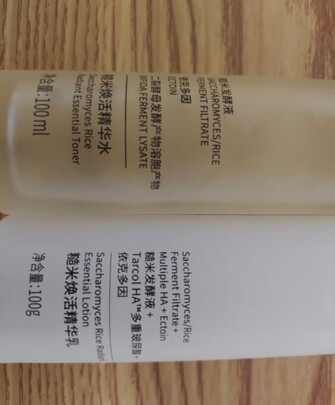 糙米发酵液
SACCHAROMYCES/RICE
FERMENT FILTRATE
依克多因
ECTOIN
二裂酵母发酵产物溶胞产物
BIFIDA FERMENT LYSATE
糙米焕活精华水
Saccharomyces Rice
Radiant Essential Toner
净含量:100ml
Saccharomyces/Rice
Ferment Filtrate+
Multiple HA+Ectoin
糙米发酵液+
Tarcol HA™多重玻尿酸+
依克多因
Saccharomyces Rice Radiant
Essential Lotion
糙米焕活精华乳
净含量:100g